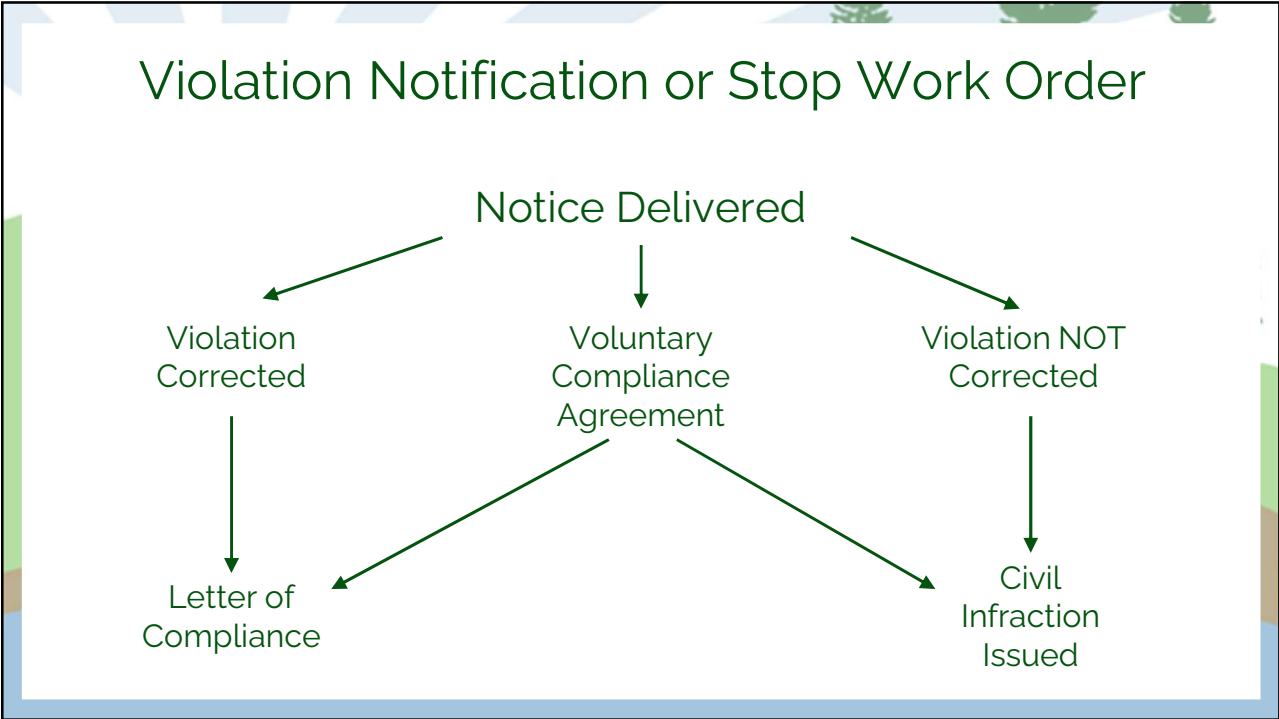 Violation Notification or Stop Work Order
Notice Delivered
Violation
Corrected
Voluntary
Compliance
Agreement
Violation NOT
Corrected
Letter of
Compliance
Civil
Infraction
Issued